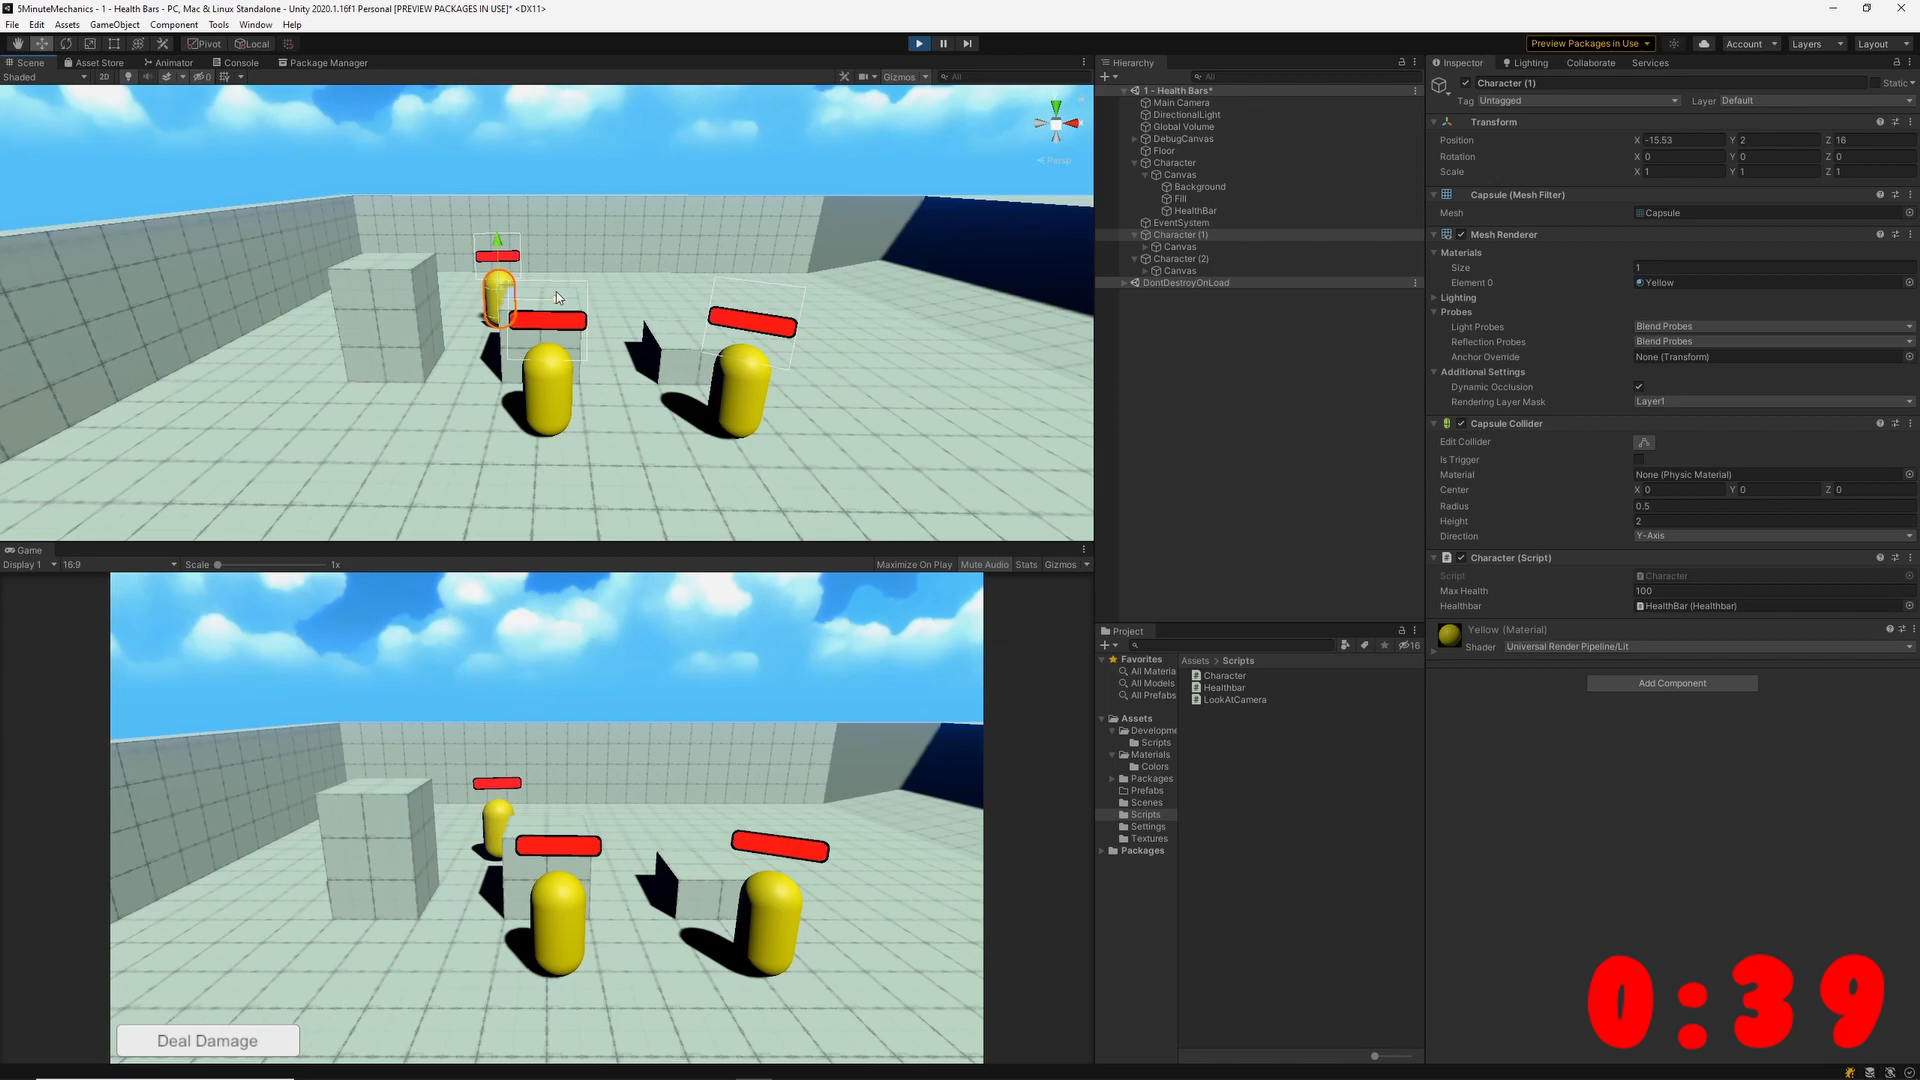 5MinuteMechanics - 1 - Health Bars - PC, Mac & Linux Standalone - Unity 2020.1.16f1 Personal [PREVIEW PACKAGES IN USE]* <DX11>
File Edit Assets GameObject Component Tools Window Help
Pivot Local Preview Packages in Use Account Layers Layout
Scene Asset Store Animator Console Package Manager
Shaded 2D 0 Gizmos All
Persp
Hierarchy
All
1 - Health Bars*
Main Camera
DirectionalLight
Global Volume
DebugCanvas
Floor
Character
Canvas
Background
Fill
HealthBar
EventSystem
Character (1)
Canvas
Character (2)
Canvas
DontDestroyOnLoad
Inspector Lighting Collaborate Services
Character (1) Static
Tag Untagged Layer Default
Transform
Position X -15.53 Y 2 Z 16
Rotation X 0 Y 0 Z 0
Scale X 1 Y 1 Z 1
Capsule (Mesh Filter)
Mesh Capsule
Mesh Renderer
Materials
Size 1
Element 0 Yellow
Lighting
Probes
Light Probes Blend Probes
Reflection Probes Blend Probes
Anchor Override None (Transform)
Additional Settings
Dynamic Occlusion
Rendering Layer Mask Layer1
Capsule Collider
Edit Collider
Is Trigger
Material None (Physic Material)
Center X 0 Y 0 Z 0
Radius 0.5
Height 2
Direction Y-Axis
Character (Script)
Script Character
Max Health 100
Healthbar HealthBar (Healthbar)
Yellow (Material)
Shader Universal Render Pipeline/Lit
Add Component
Game
Display 1 16:9 Scale 1x Maximize On Play Mute Audio Stats Gizmos
Deal Damage
Project
16
Favorites
All Materia
All Models
All Prefabs
Assets
Developme
Scripts
Materials
Colors
Packages
Prefabs
Scenes
Scripts
Settings
Textures
Packages
Assets > Scripts
Character
Healthbar
LookAtCamera
0:39